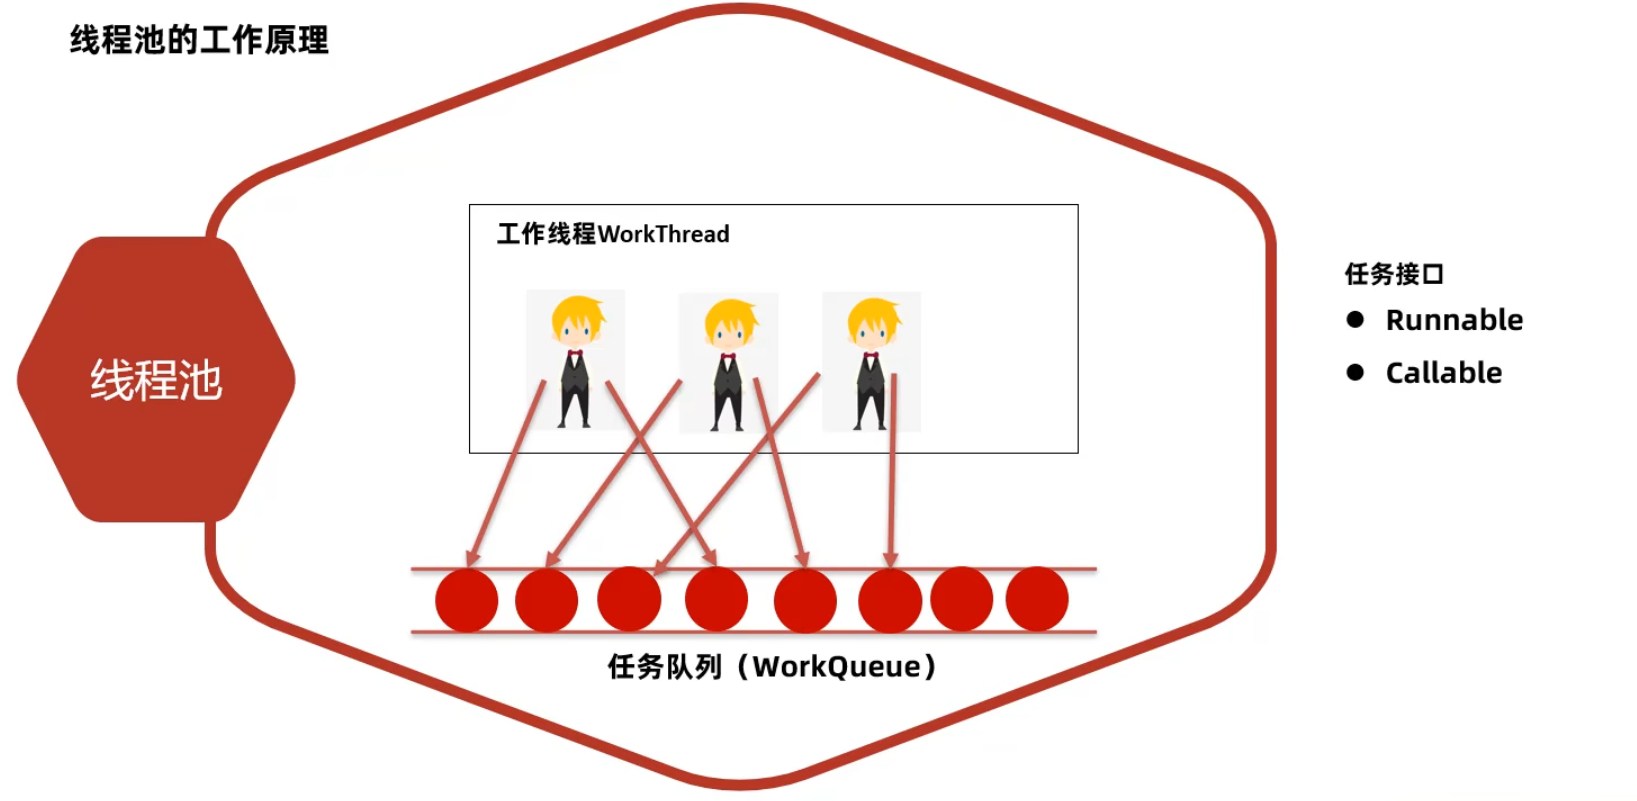 线程池的工作原理
工作线程WorkThread
线程池
任务接口
Runnable
Callable
任务队列（WorkQueue）